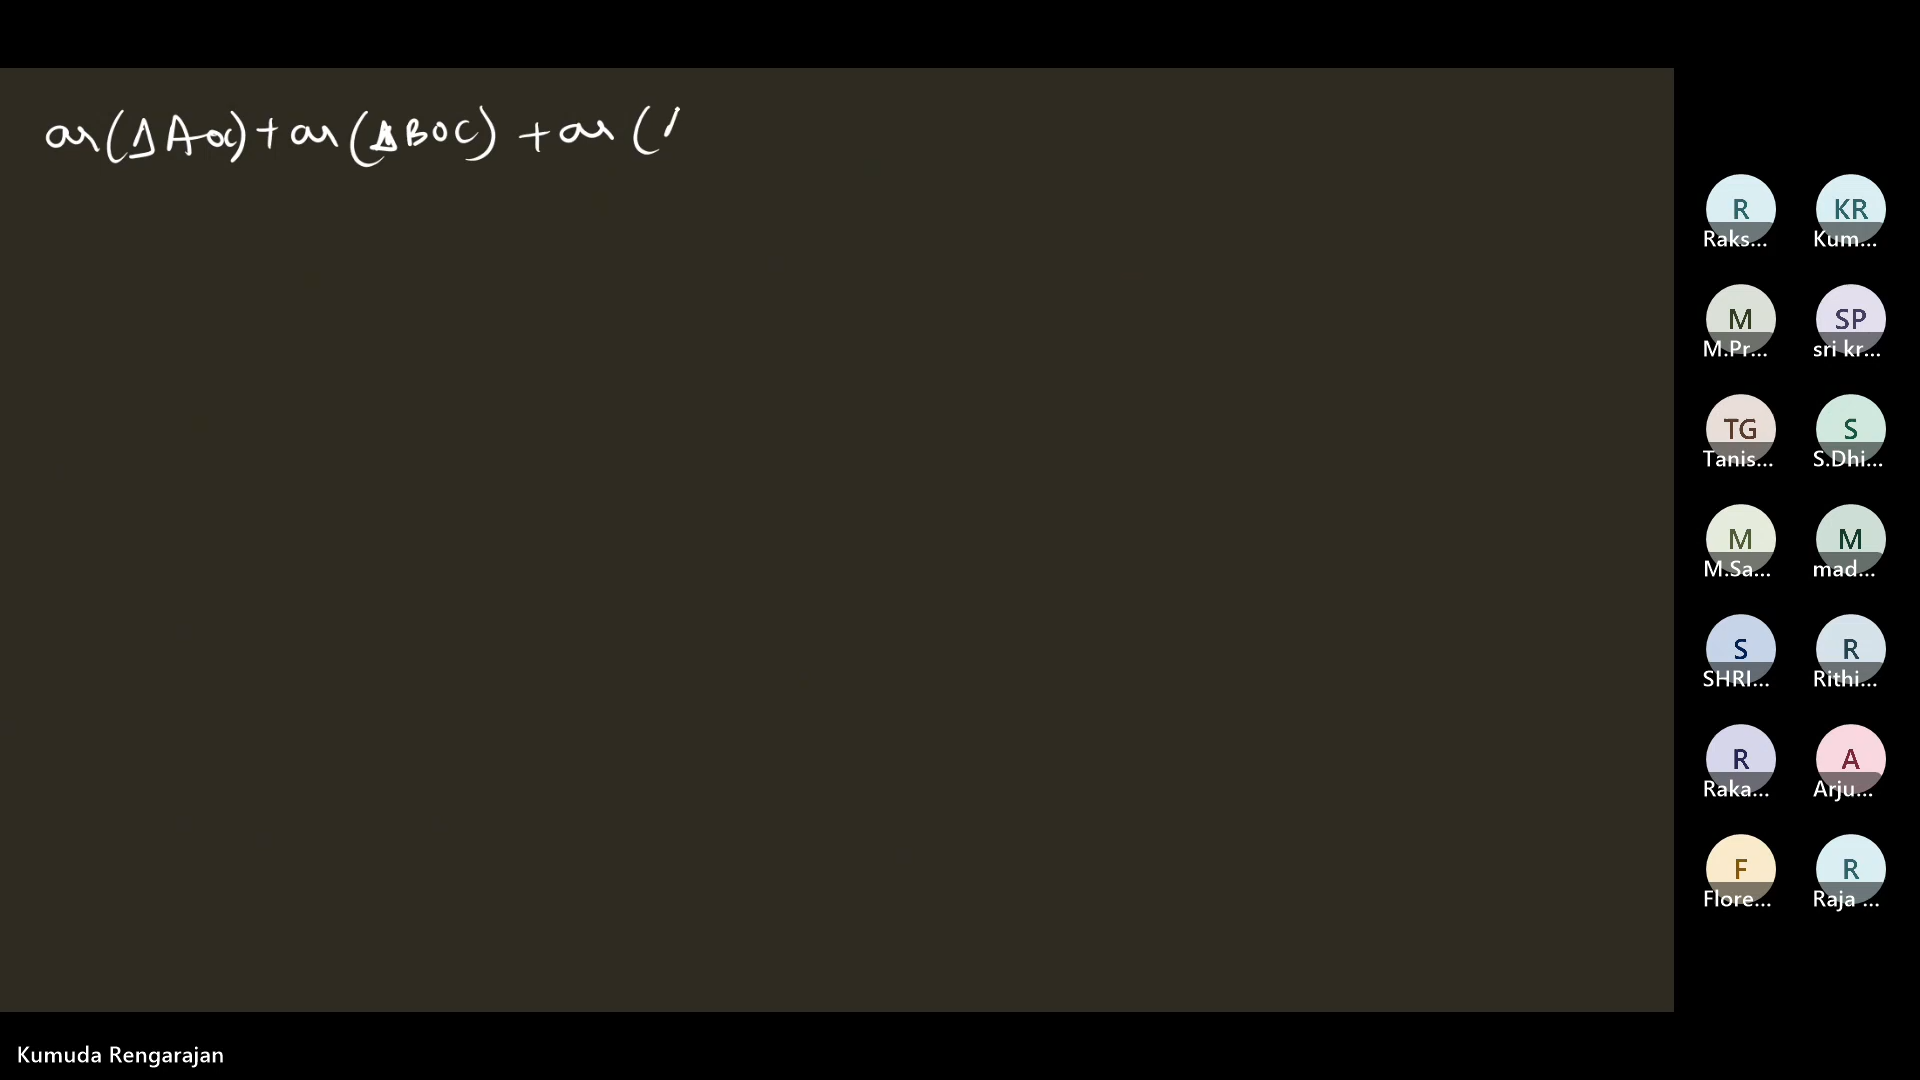 ar(ΔAOC)+ar(ΔBOC) +ar (
R
Raks...
KR
Kum...
M
M.Pr...
SP
sri kr...
TG
Tanis...
S
S.Dhi...
M
M.Sa...
M
mad...
S
SHRI...
R
Rithi...
R
Raka...
A
Arju...
F
Flore...
R
Raja ...
Kumuda Rengarajan